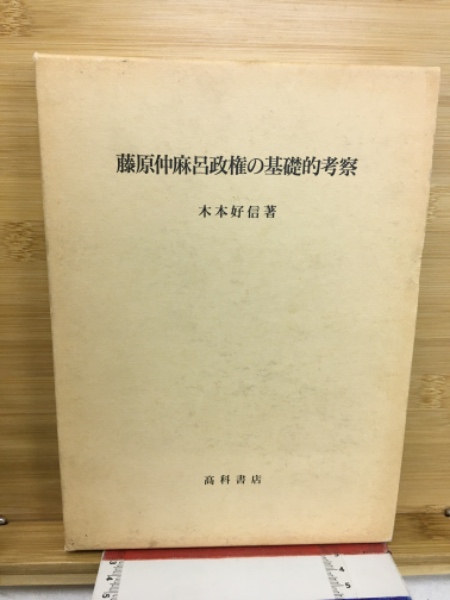 藤原仲麻呂政権の基礎的考察
木本好信著
高科書店